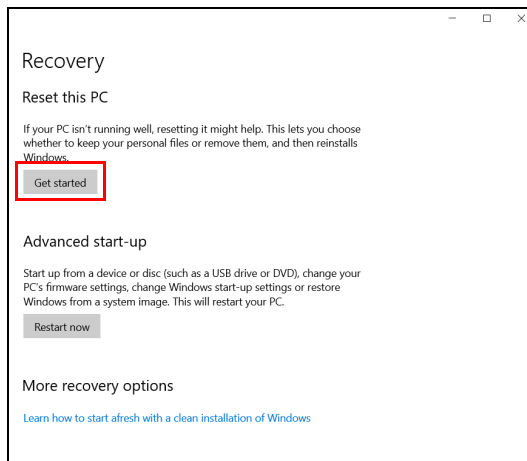 Recovery
Reset this PC
If your PC isn't running well, resetting it might help. This lets you choose
whether to keep your personal files or remove them, and then reinstalls
Windows.
Get started
Advanced start-up
Start up from a device or disc (such as a USB drive or DVD), change your
PC's firmware settings, change Windows start-up settings or restore
Windows from a system image. This will restart your PC.
Restart now
More recovery options
Learn how to start afresh with a clean installation of Windows